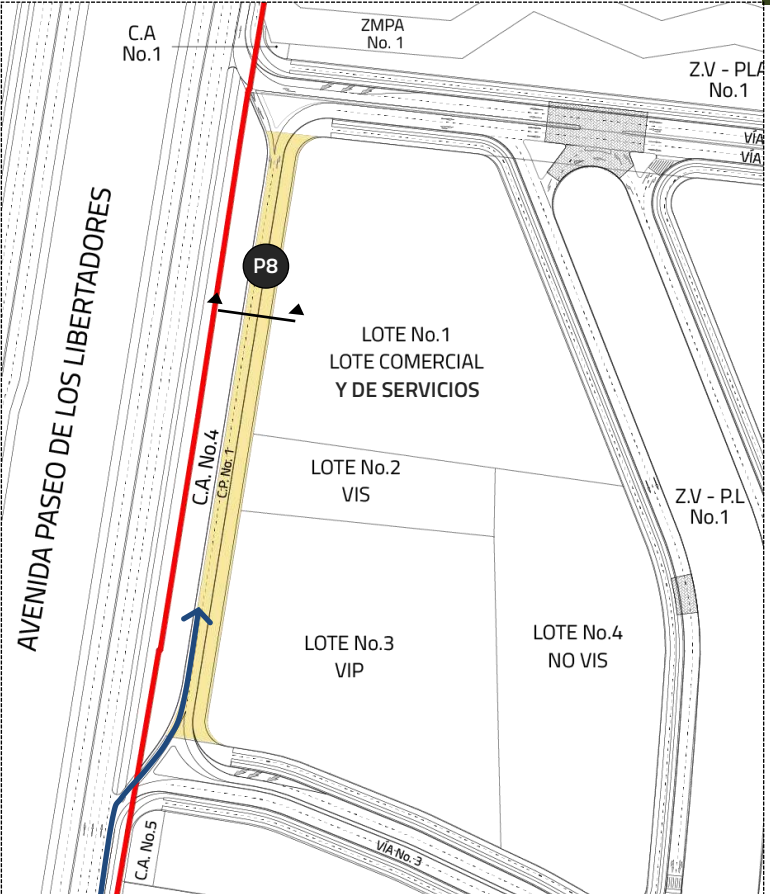 C.A
No.1
ZMPA
No. 1
Z.V - PLA
No.1
VÍA
VÍA
AVENIDA PASEO DE LOS LIBERTADORES
P8
LOTE No.1
LOTE COMERCIAL
Y DE SERVICIOS
C.A. No.4
C.P. No. 1
LOTE No.2
VIS
Z.V - P.L
No.1
LOTE No.3
VIP
LOTE No.4
NO VIS
C.A. No.5
VÍA No. 3